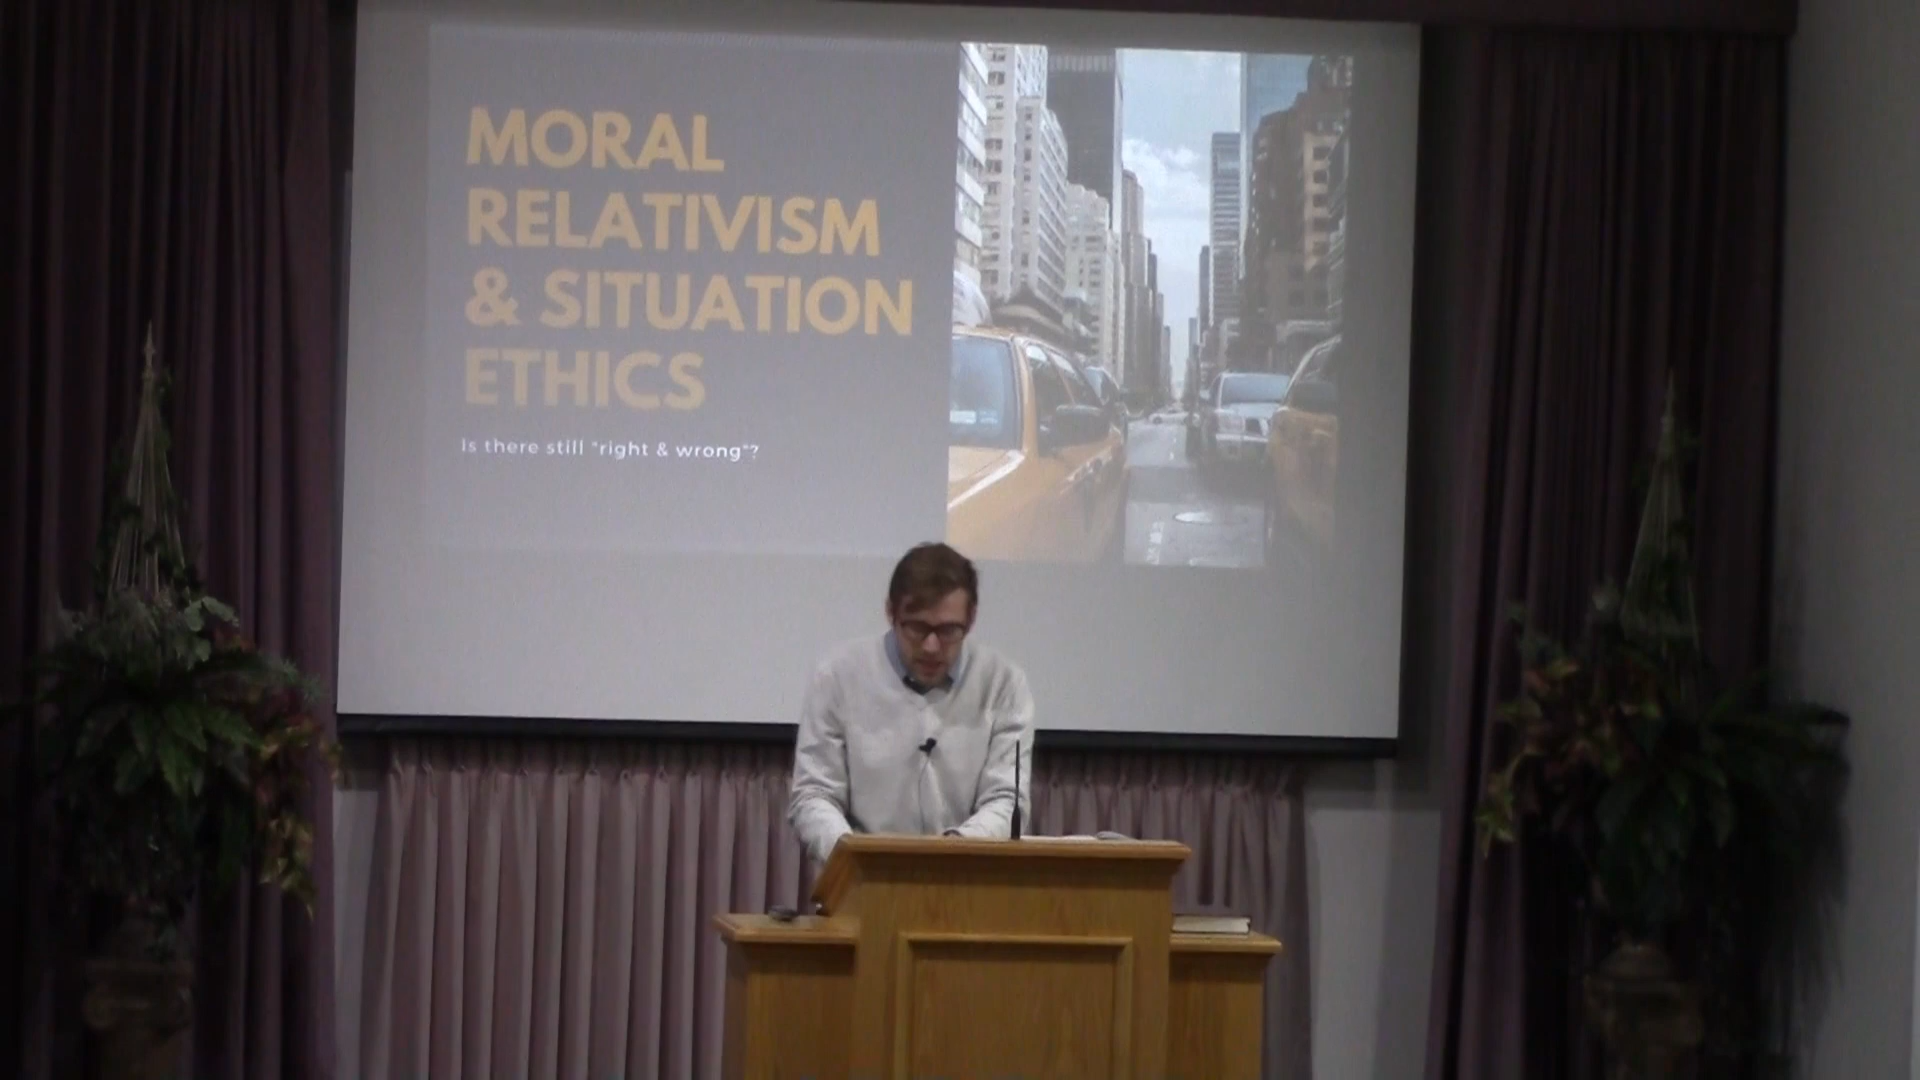 MORAL
RELATIVISM
& SITUATION
ETHICS
Is there still "right & wrong"?